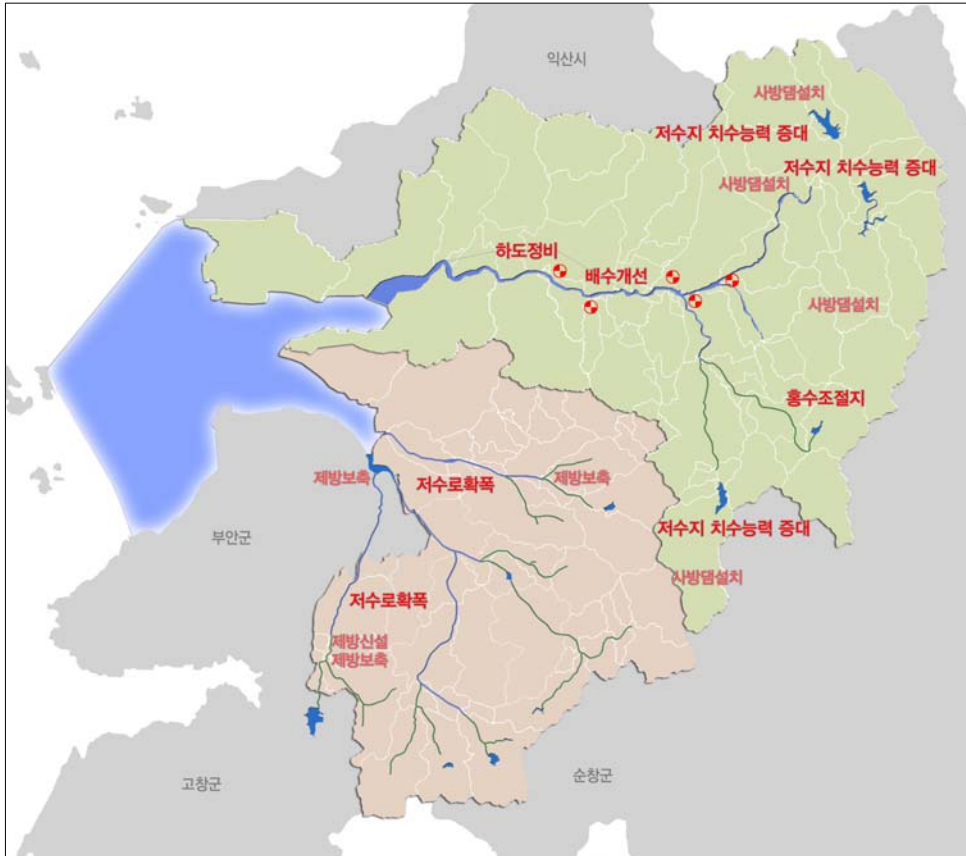 익산시
사방댐설치
저수지 치수능력 증대
저수지 치수능력 증대
사방댐설치
하도정비
배수개선
사방댐설치
홍수조절지
제방보축
저수로확폭
제방보축
저수지 치수능력 증대
부안군
사방댐설치
저수로확폭
제방신설
제방보축
고창군
순창군